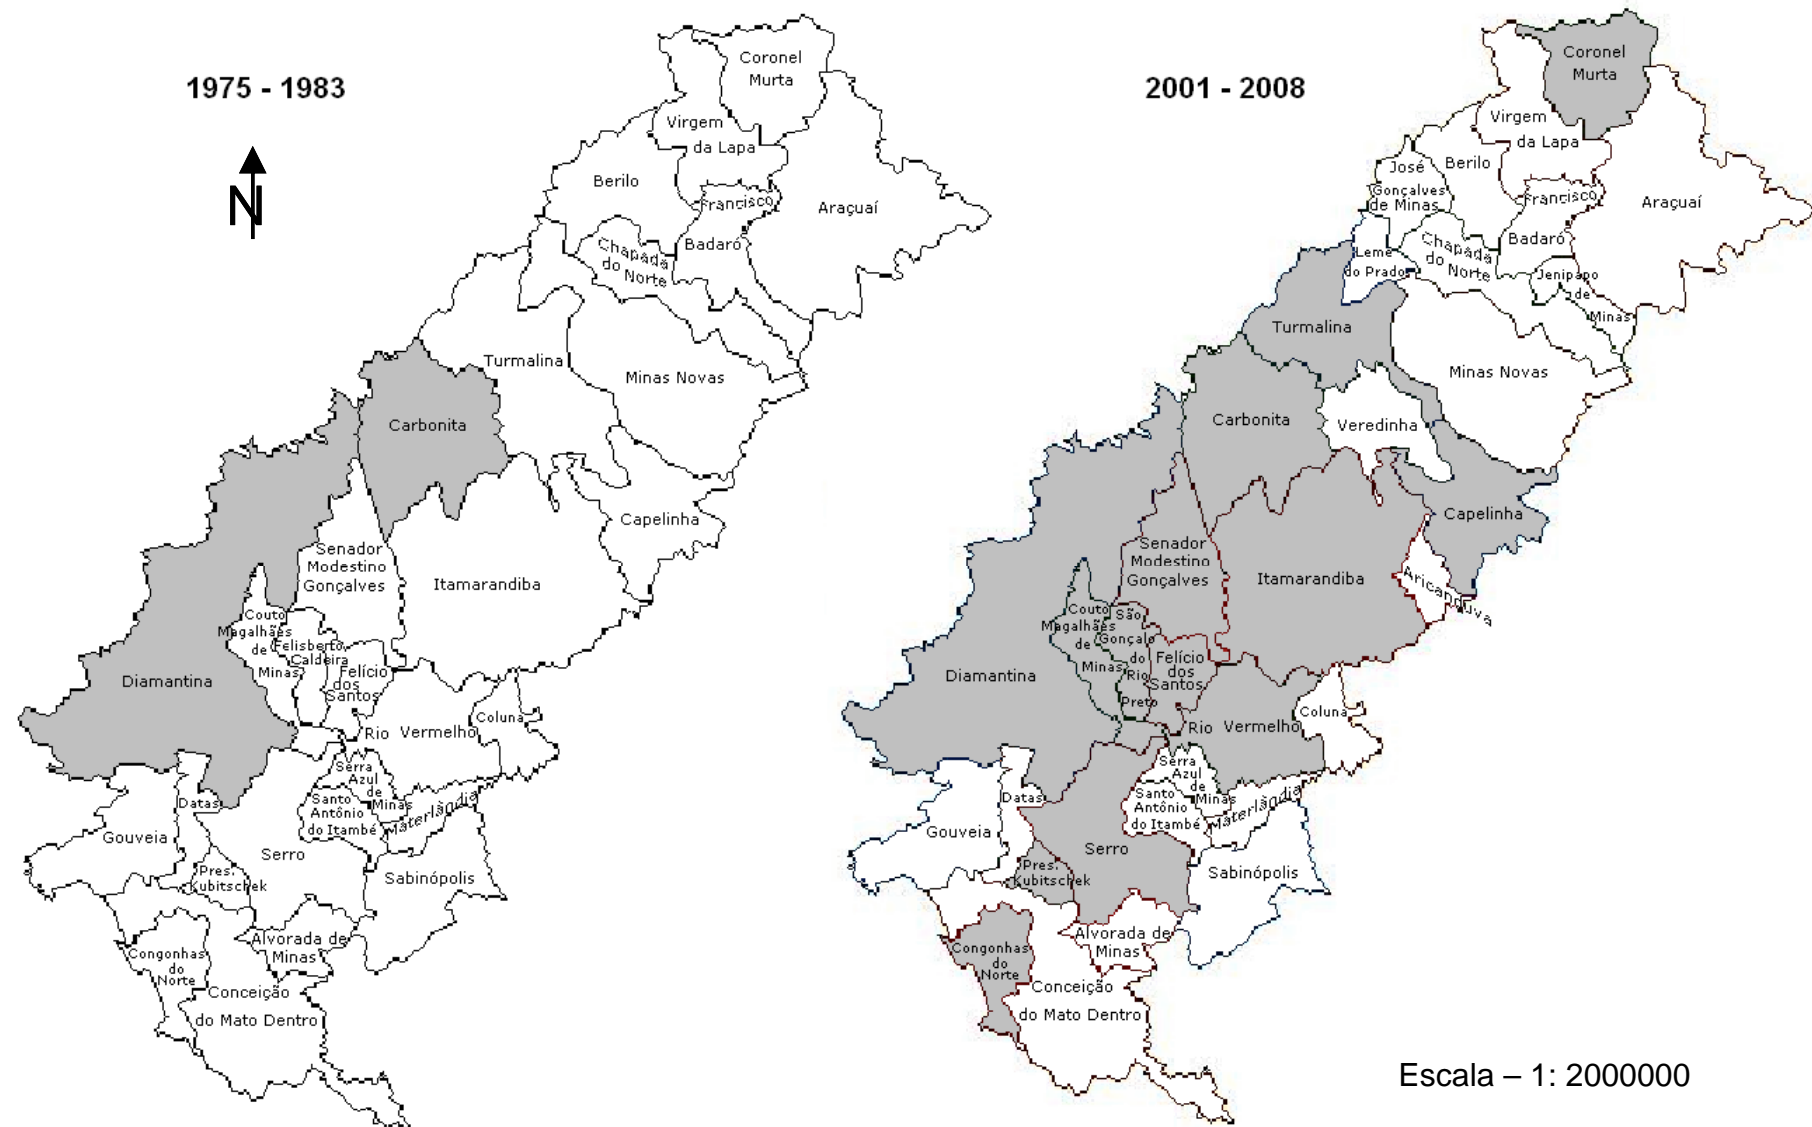 1975 - 1983
N
Coronel
Murta
Virgem
da Lapa
Berilo
Francisco
Badaró
Araçuaí
Chapada
do Norte
Turmalina
Minas Novas
Carbonita
Capelinha
Senador
Modestino
Gonçalves
Itamarandiba
Couto
Magalhães
de
Minas
Felisberto
Caldeira
Felício
dos
Santos
Diamantina
Rio Vermelho
Coluna
Serra
Azul
de
Minas
Datas
Santo
Antônio
do Itambé
Materlãdia
Gouveia
Serro
Pres.
Kubitschek
Sabinópolis
Alvorada de
Minas
Congonhas
do
Norte
Conceição
do Mato Dentro
2001 - 2008
Coronel
Murta
Virgem
da Lapa
José
Gonçalves
de Minas
Berilo
Francisco
Badaró
Araçuaí
Leme
do Prado
Chapada
do Norte
Jenipapo
de
Minas
Turmalina
Minas Novas
Carbonita
Veredinha
Capelinha
Senador
Modestino
Gonçalves
Itamarandiba
Aricanduva
Couto
Magalhães
de
Minas
São
Gonçalo
do
Rio
Preto
Felício
dos
Santos
Diamantina
Rio Vermelho
Coluna
Serra
Azul
de
Minas
Datas
Santo
Antônio
do Itambé
Materlãdia
Gouveia
Serro
Pres.
Kubitschek
Sabinópolis
Alvorada de
Minas
Congonhas
do
Norte
Conceição
do Mato Dentro
Escala – 1: 2000000